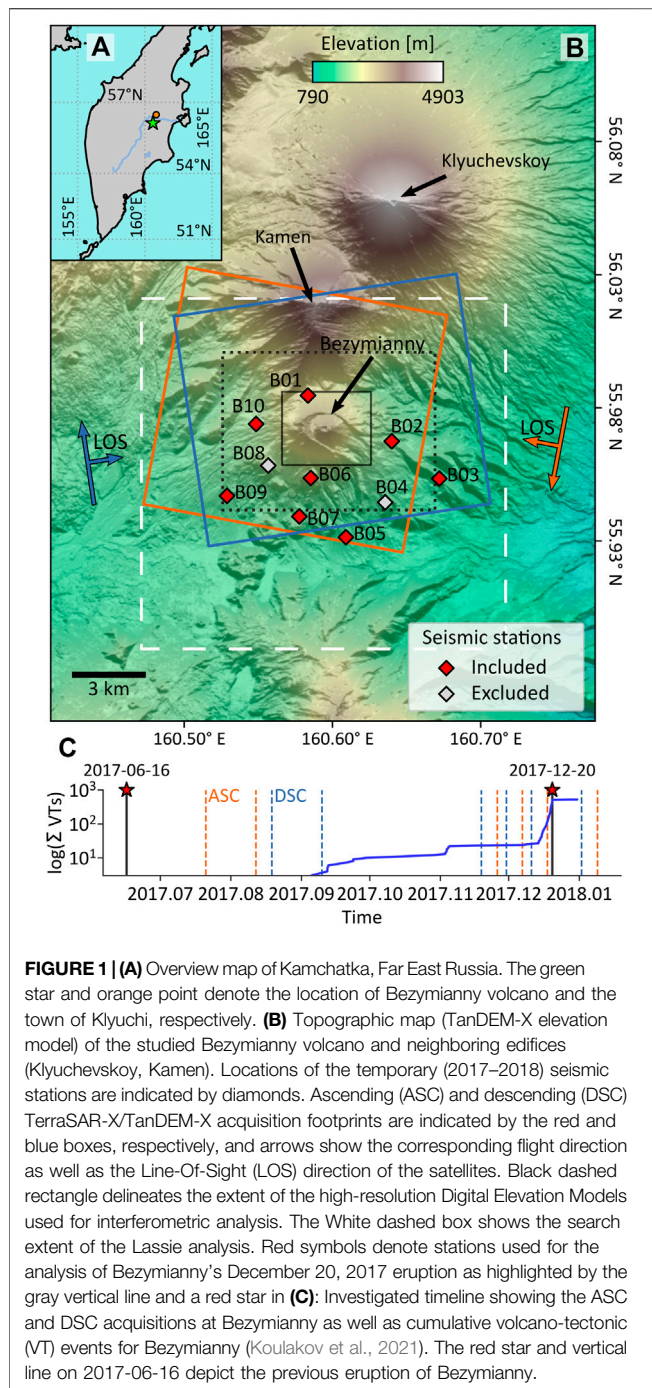 A
B
Elevation [m]
790 4903
57°N
54°N
51°N
155°E
160°E
165°E
Klyuchevskoy
Kamen
Bezymianny
56.08° N
56.03° N
55.98° N
55.93° N
B01
B10
B02
B08
B06
B03
B09
B04
B07
B05
LOS
LOS
Seismic stations
Included
Excluded
3 km
160.50° E 160.60° E 160.70° E
C
2017-06-16 2017-12-20
ASC DSC
log(Σ VTs)
10³
10²
10¹
2017.07 2017.08 2017.09 2017.10 2017.11 2017.12 2018.01
Time
FIGURE 1 | (A) Overview map of Kamchatka, Far East Russia. The green
star and orange point denote the location of Bezymianny volcano and the
town of Klyuchi, respectively. (B) Topographic map (TanDEM-X elevation
model) of the studied Bezymianny volcano and neighboring edifices
(Klyuchevskoy, Kamen). Locations of the temporary (2017–2018) seismic
stations are indicated by diamonds. Ascending (ASC) and descending (DSC)
TerraSAR-X/TanDEM-X acquisition footprints are indicated by the red and
blue boxes, respectively, and arrows show the corresponding flight direction
as well as the Line-Of-Sight (LOS) direction of the satellites. Black dashed
rectangle delineates the extent of the high-resolution Digital Elevation Models
used for interferometric analysis. The White dashed box shows the search
extent of the Lassie analysis. Red symbols denote stations used for the
analysis of Bezymianny's December 20, 2017 eruption as highlighted by the
gray vertical line and a red star in (C): Investigated timeline showing the ASC
and DSC acquisitions at Bezymianny as well as cumulative volcano-tectonic
(VT) events for Bezymianny (Koulakov et al., 2021). The red star and vertical
line on 2017-06-16 depict the previous eruption of Bezymianny.